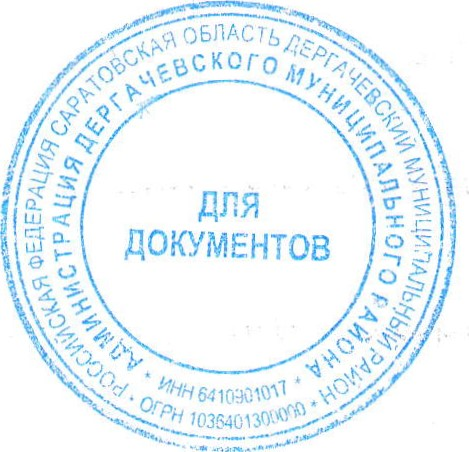 РОССИЙСКАЯ ФЕДЕРАЦИЯ САРАТОВСКАЯ ОБЛАСТЬ ДЕРГАЧЕВСКИЙ МУНИЦИПАЛЬНЫЙ РАЙОН *
ОГРН 1036401300000 *
АДМИНИСТРАЦИЯ ДЕРГАЧЕВСКОГО МУНИЦИПАЛЬНОГО РАЙОНА *
ИНН 6410901017 *
ДЛЯ
ДОКУМЕНТОВ